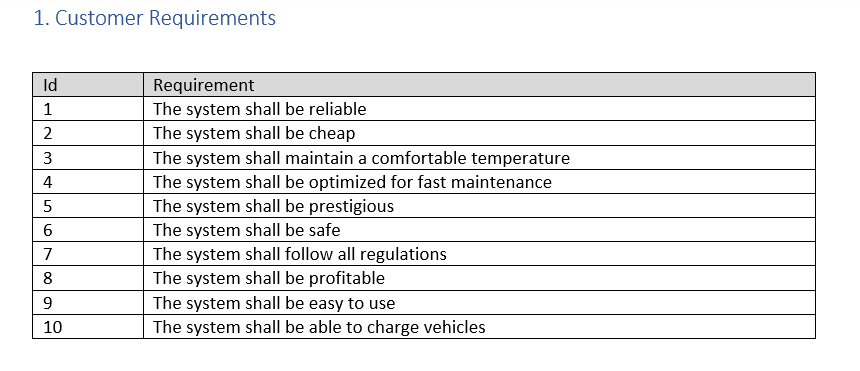 1. Customer Requirements
Id Requirement
1 The system shall be reliable
2 The system shall be cheap
3 The system shall maintain a comfortable temperature
4 The system shall be optimized for fast maintenance
5 The system shall be prestigious
6 The system shall be safe
7 The system shall follow all regulations
8 The system shall be profitable
9 The system shall be easy to use
10 The system shall be able to charge vehicles